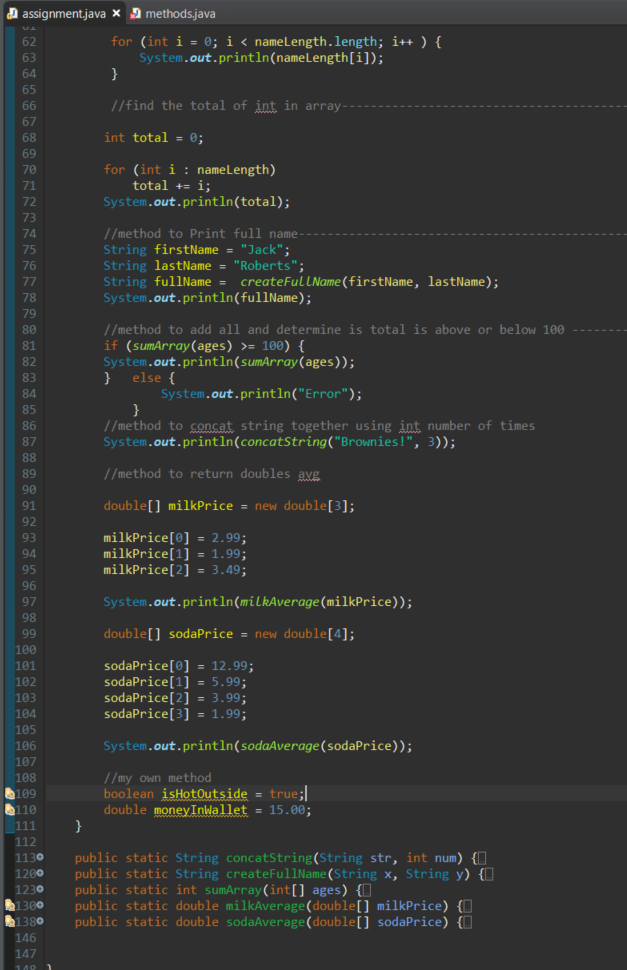 assignment.java × methods.java
61
62 for (int i = 0; i < nameLength.length; i++ ) {
63 System.out.println(nameLength[i]);
64 }
65
66 //find the total of int in array----------------------------------------
67
68 int total = 0;
69
70 for (int i : nameLength)
71 total += i;
72 System.out.println(total);
73
74 //method to Print full name----------------------------------------------
75 String firstName = "Jack";
76 String lastName = "Roberts";
77 String fullName =  createFullName(firstName, lastName);
78 System.out.println(fullName);
79
80 //method to add all and determine is total is above or below 100 --------
81 if (sumArray(ages) >= 100) {
82 System.out.println(sumArray(ages));
83 }   else {
84 System.out.println("Error");
85 }
86 //method to concat string together using int number of times
87 System.out.println(concatString("Brownies!", 3));
88
89 //method to return doubles avg
90
91 double[] milkPrice = new double[3];
92
93 milkPrice[0] = 2.99;
94 milkPrice[1] = 1.99;
95 milkPrice[2] = 3.49;
96
97 System.out.println(milkAverage(milkPrice));
98
99 double[] sodaPrice = new double[4];
100
101 sodaPrice[0] = 12.99;
102 sodaPrice[1] = 5.99;
103 sodaPrice[2] = 3.99;
104 sodaPrice[3] = 1.99;
105
106 System.out.println(sodaAverage(sodaPrice));
107
108 //my own method
109 boolean isHotOutside = true;
110 double moneyInWallet = 15.00;
111 }
112
113 public static String concatString(String str, int num) {
120 public static String createFullName(String x, String y) {
123 public static int sumArray(int[] ages) {
130 public static double milkAverage(double[] milkPrice) {
138 public static double sodaAverage(double[] sodaPrice) {
146
147
148 }